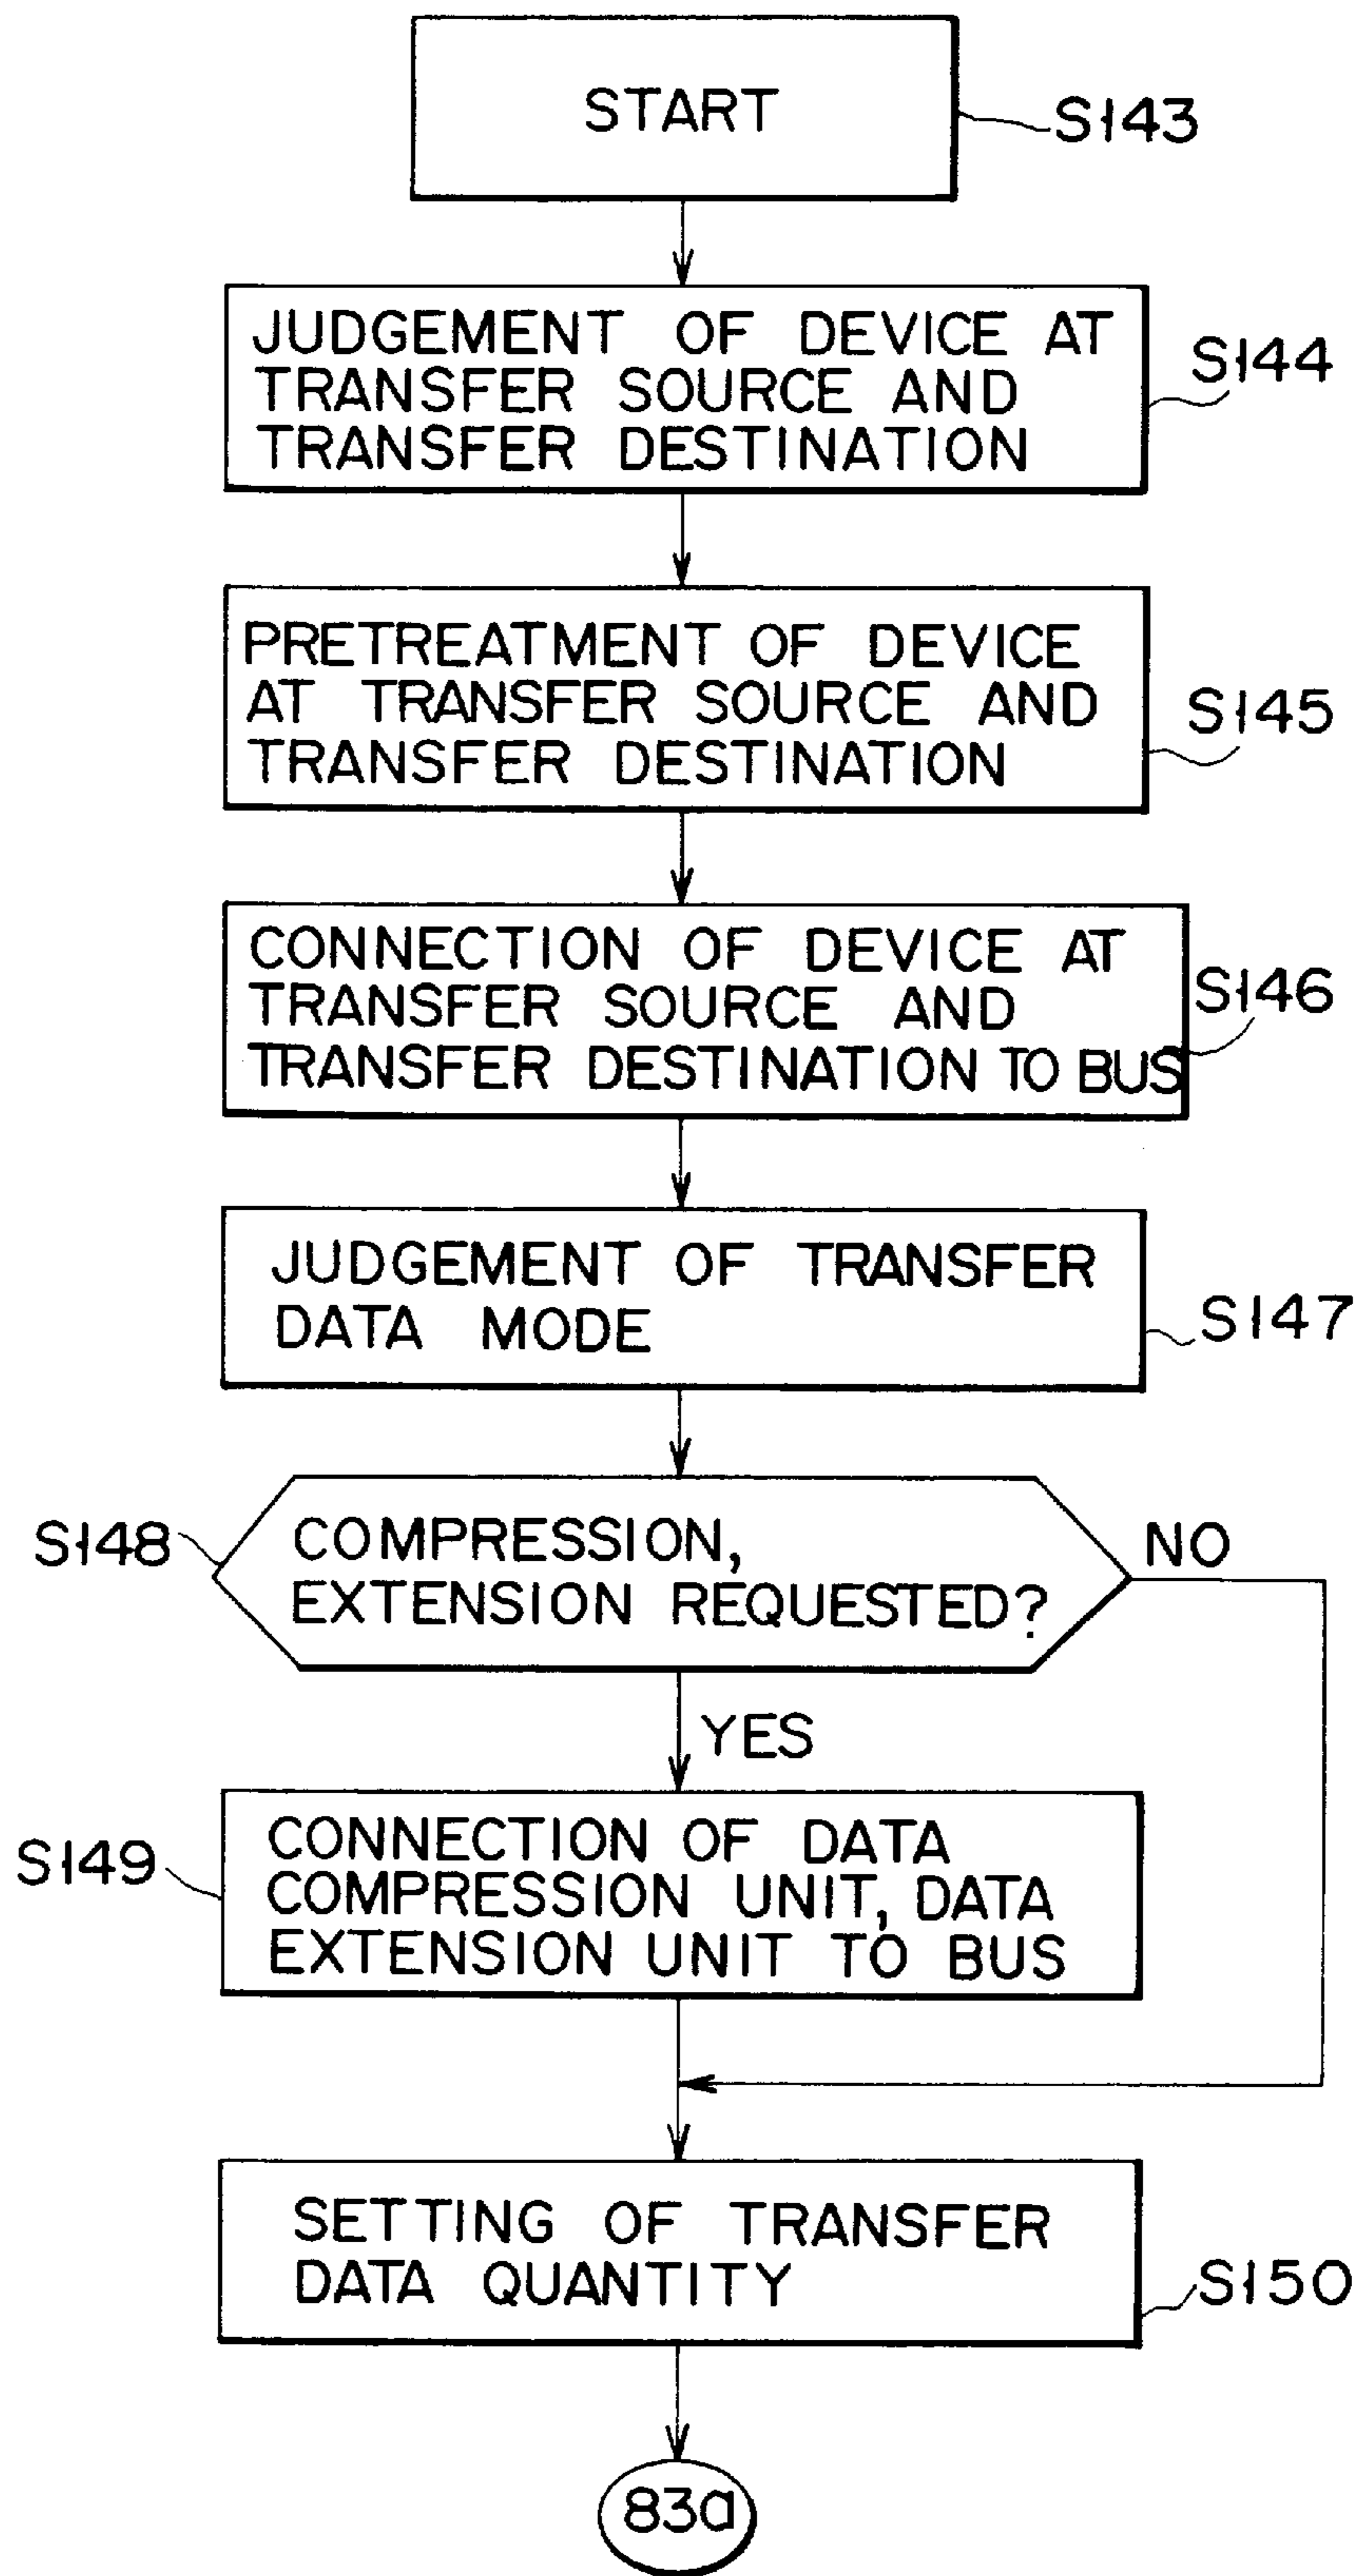 START
S143
JUDGEMENT OF DEVICE AT
TRANSFER SOURCE AND
TRANSFER DESTINATION
S144
PRETREATMENT OF DEVICE
AT TRANSFER SOURCE AND
TRANSFER DESTINATION
S145
CONNECTION OF DEVICE AT
TRANSFER SOURCE AND
TRANSFER DESTINATION TO BUS
S146
JUDGEMENT OF TRANSFER
DATA MODE
S147
S148
COMPRESSION,
EXTENSION REQUESTED?
NO
YES
S149
CONNECTION OF DATA
COMPRESSION UNIT, DATA
EXTENSION UNIT TO BUS
SETTING OF TRANSFER
DATA QUANTITY
S150
83a